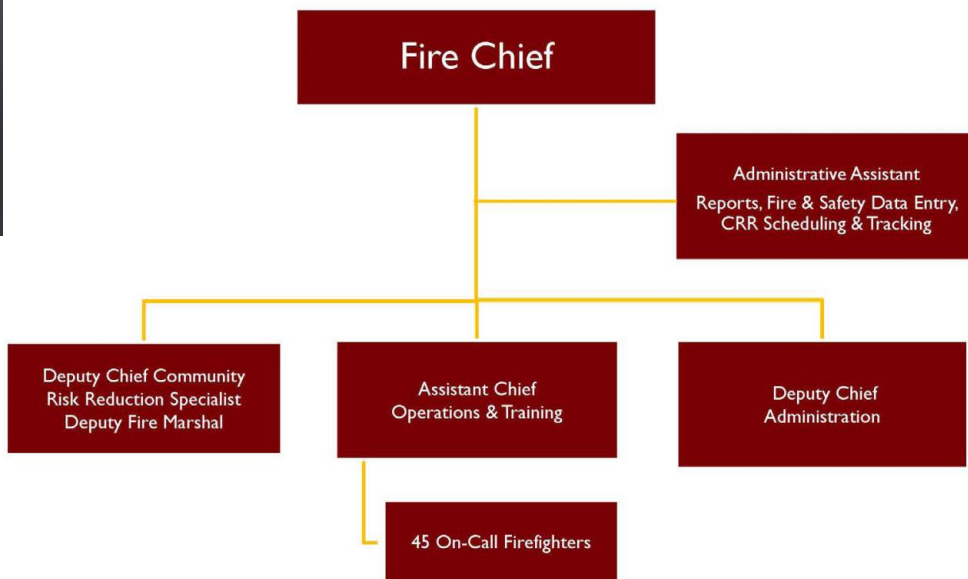 Fire Chief
Administrative Assistant
Reports, Fire & Safety Data Entry,
CRR Scheduling & Tracking
Deputy Chief Community
Risk Reduction Specialist
Deputy Fire Marshal
Assistant Chief
Operations & Training
Deputy Chief
Administration
45 On-Call Firefighters